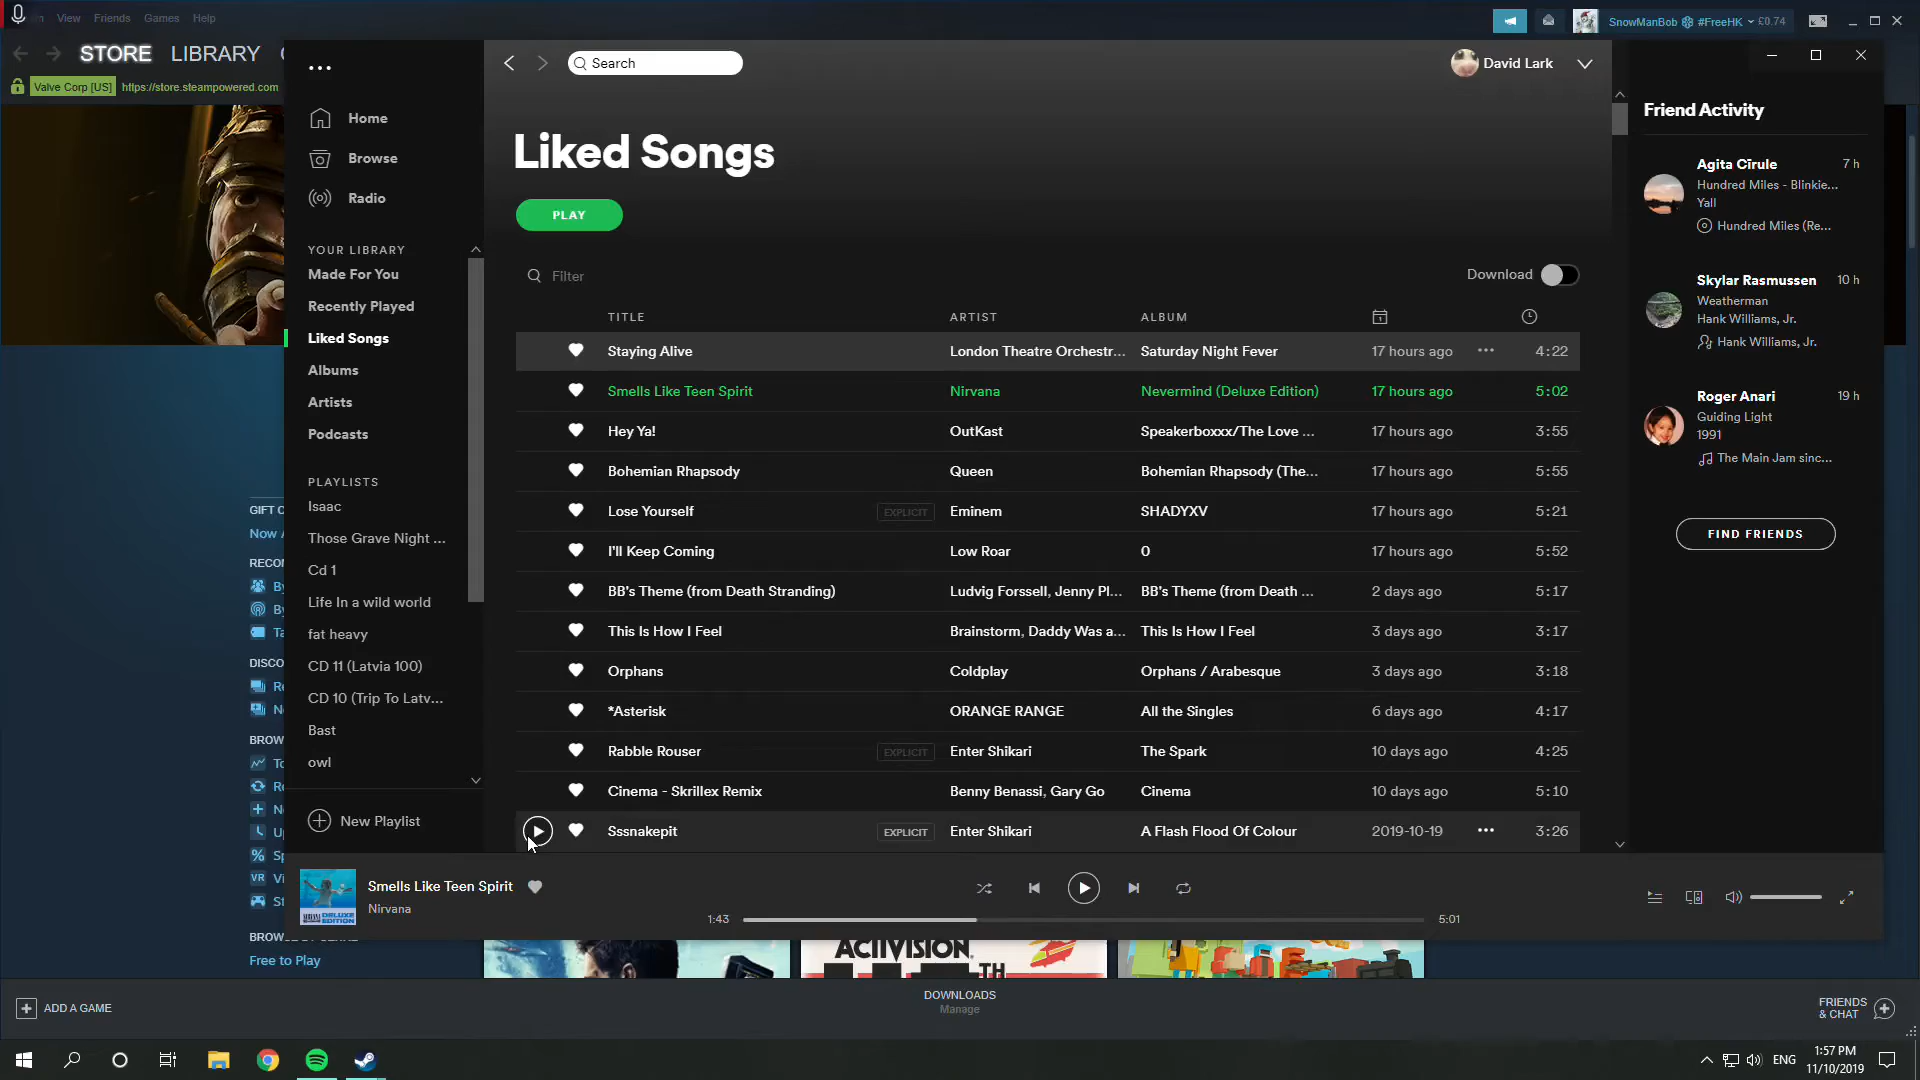 View Friends Games Help
SnowManBob #FreeHK £0.74
STORE LIBRARY
Valve Corp [US] https://store.steampowered.com
Search
David Lark
Home
Browse
Radio
YOUR LIBRARY
Made For You
Recently Played
Liked Songs
Albums
Artists
Podcasts
PLAYLISTS
Isaac
Those Grave Night ...
Cd 1
Life In a wild world
fat heavy
CD 11 (Latvia 100)
CD 10 (Trip To Latv...
Bast
owl
New Playlist
Liked Songs
PLAY
Filter
Download
TITLE ARTIST ALBUM
Staying Alive London Theatre Orchestr... Saturday Night Fever 17 hours ago 4:22
Smells Like Teen Spirit Nirvana Nevermind (Deluxe Edition) 17 hours ago 5:02
Hey Ya! OutKast Speakerboxxx/The Love ... 17 hours ago 3:55
Bohemian Rhapsody Queen Bohemian Rhapsody (The... 17 hours ago 5:55
Lose Yourself EXPLICIT Eminem SHADYXV 17 hours ago 5:21
I'll Keep Coming Low Roar 0 17 hours ago 5:52
BB's Theme (from Death Stranding) Ludvig Forssell, Jenny Pl... BB's Theme (from Death ... 2 days ago 5:17
This Is How I Feel Brainstorm, Daddy Was a... This Is How I Feel 3 days ago 3:17
Orphans Coldplay Orphans / Arabesque 3 days ago 3:18
*Asterisk ORANGE RANGE All the Singles 6 days ago 4:17
Rabble Rouser EXPLICIT Enter Shikari The Spark 10 days ago 4:25
Cinema - Skrillex Remix Benny Benassi, Gary Go Cinema 10 days ago 5:10
Sssnakepit EXPLICIT Enter Shikari A Flash Flood Of Colour 2019-10-19 3:26
Friend Activity
Agita Cīrule 7 h
Hundred Miles - Blinkie...
Yall
Hundred Miles (Re...
Skylar Rasmussen 10 h
Weatherman
Hank Williams, Jr.
Hank Williams, Jr.
Roger Anari 19 h
Guiding Light
1991
The Main Jam sinc...
FIND FRIENDS
GIFT C
Now A
RECO
By
By
Ta
DISCO
Re
N
BROW
To
Re
N
Up
Sp
VR Vi
St
Free to Play
Smells Like Teen Spirit
Nirvana
1:43 5:01
ACTIVISION
TH
ADD A GAME
DOWNLOADS
Manage
FRIENDS
& CHAT
ENG
1:57 PM
11/10/2019